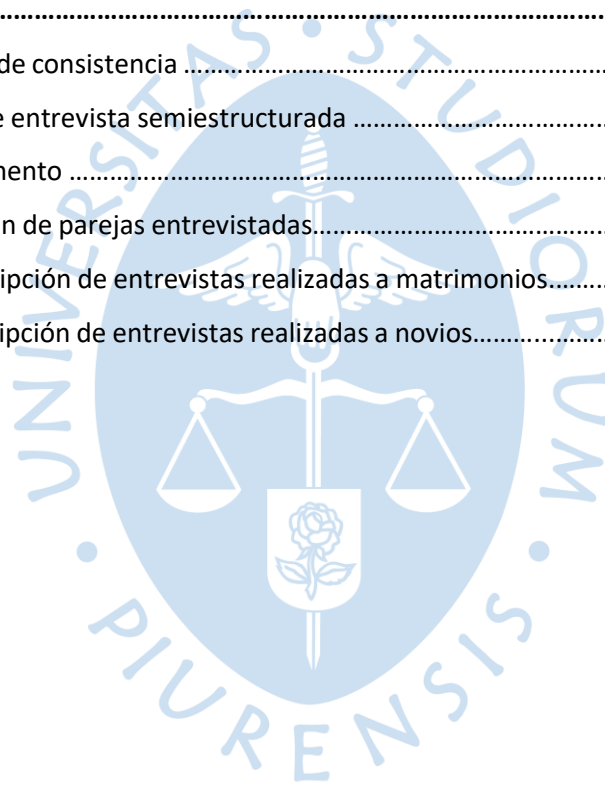 ……………………………………………………………………
de consistencia ……………………………………………
e entrevista semiestructurada ……………………………
mento ………………………………………………………………
n de parejas entrevistadas……………………………………
ipción de entrevistas realizadas a matrimonios………
ipción de entrevistas realizadas a novios………...………
UNIVERSITAS • STUDIORUM • PIURENSIS •